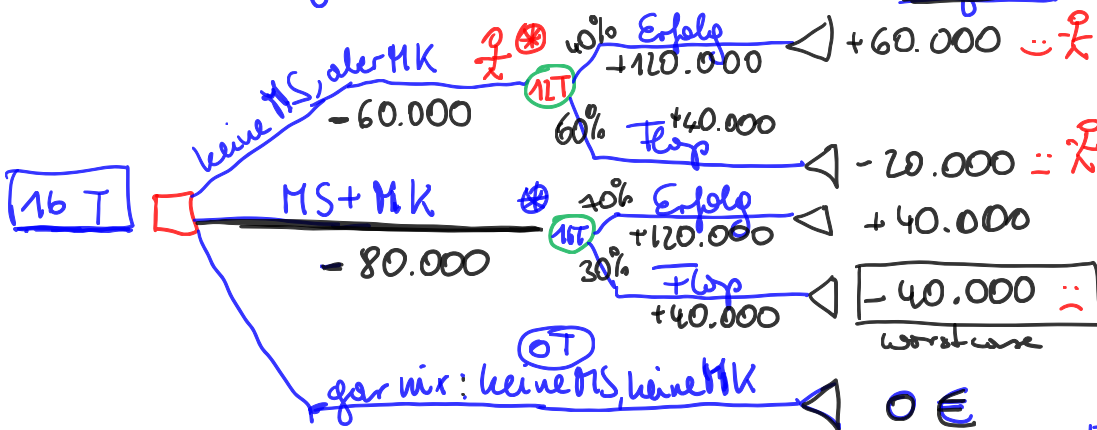 keine MS, aber MK
- 60.000
12T
40% Erfolg
+120.000
+60.000
60% Flop
+40.000
- 20.000
16 T
MS + MK
- 80.000
16T
70% Erfolg
+120.000
+ 40.000
30% Flop
+40.000
- 40.000
worst case
0T
gar nix: keine MS, keine MK
0 €